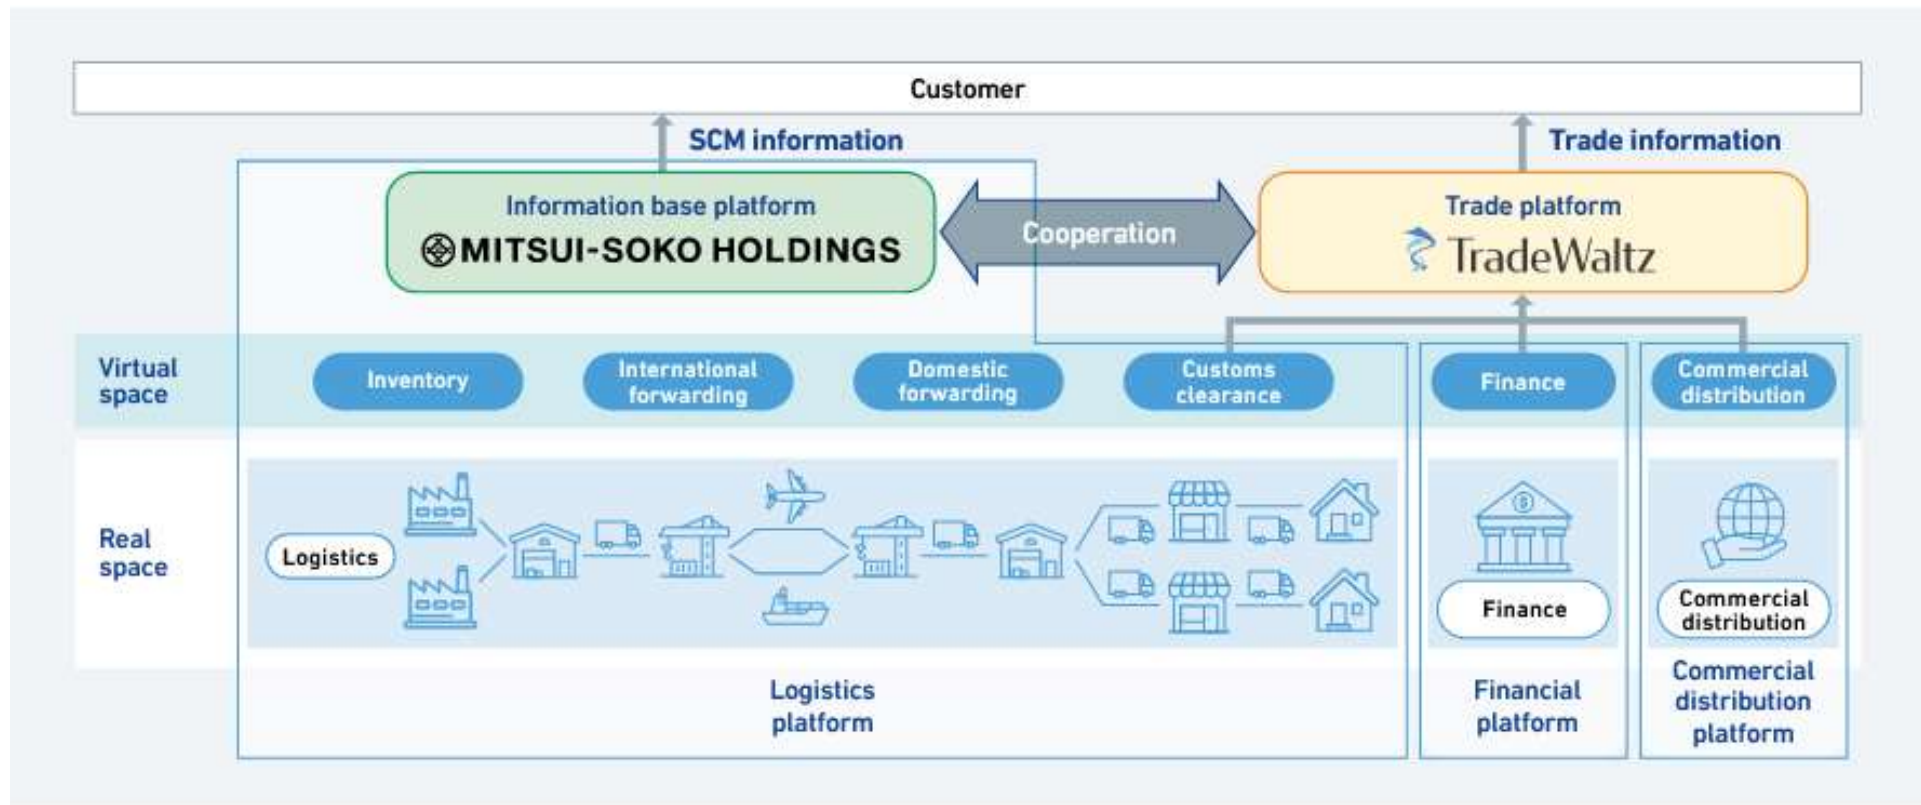 Customer
SCM information
Trade information
Information base platform
MITSUI-SOKO HOLDINGS
Cooperation
Trade platform
TradeWaltz
Virtual
space
Inventory
International
forwarding
Domestic
forwarding
Customs
clearance
Finance
Commercial
distribution
Real
space
Logistics
$
Finance
Commercial
distribution
Logistics
platform
Financial
platform
Commercial
distribution
platform